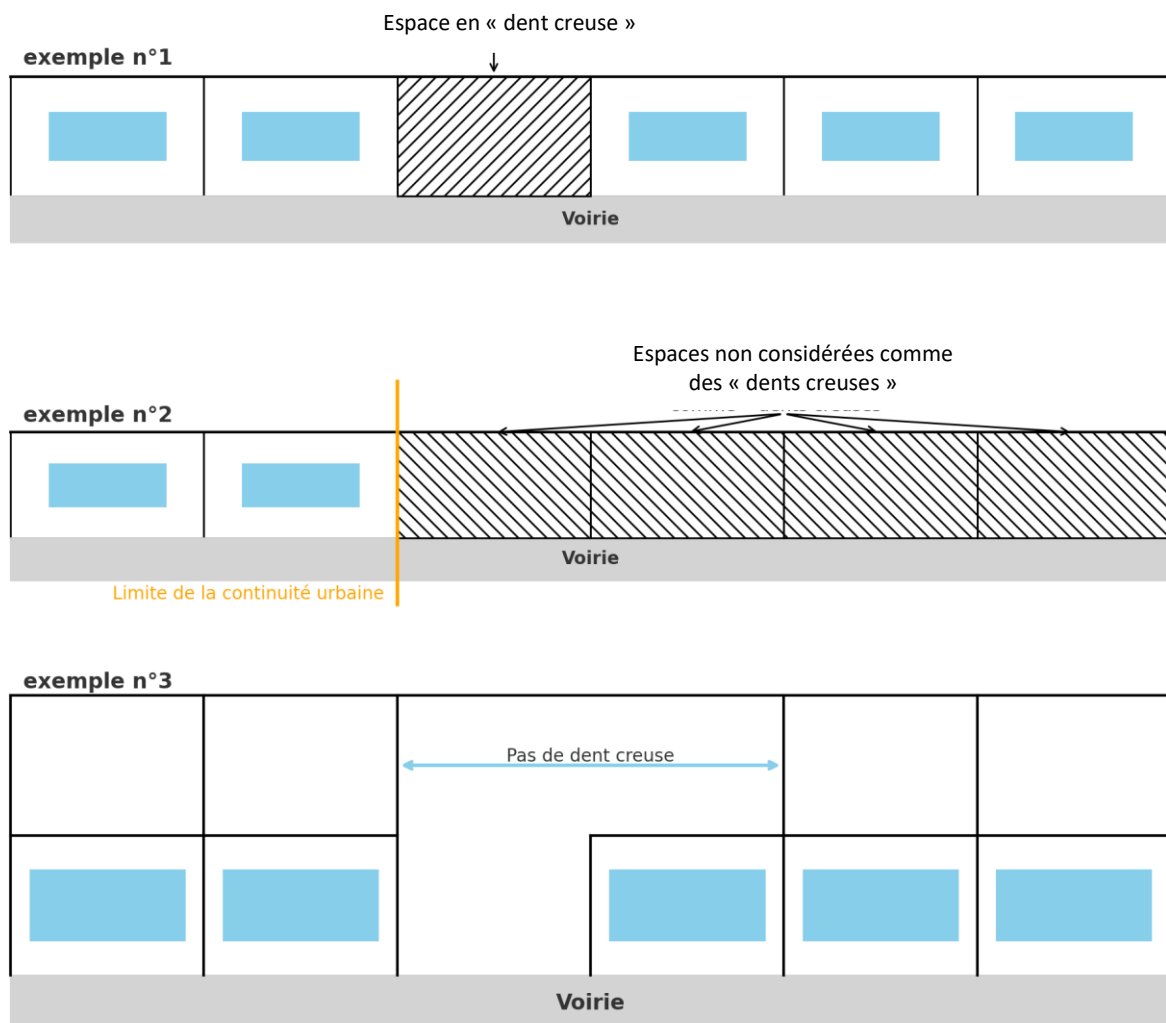 Espace en « dent creuse »
exemple n°1
Voirie
Espaces non considérées comme
des « dents creuses »
exemple n°2
Voirie
Limite de la continuité urbaine
exemple n°3
Pas de dent creuse
Voirie